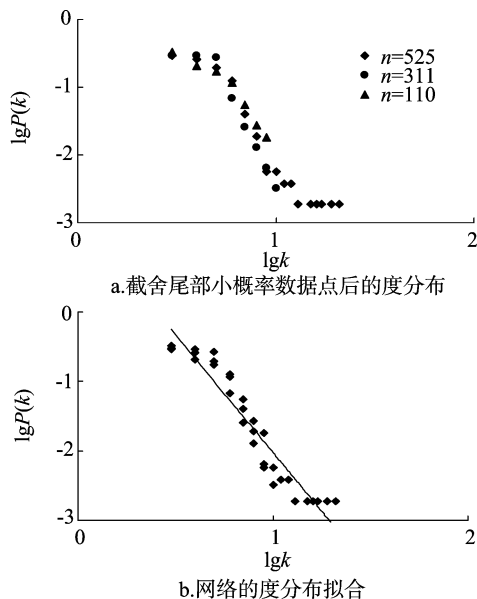 0
-1
-2
-3
lgP(k)
n=525
n=311
n=110
1
2
lgk
a.截舍尾部小概率数据点后的度分布
0
-1
-2
-3
lgP(k)
0
1
2
lgk
b.网络的度分布拟合